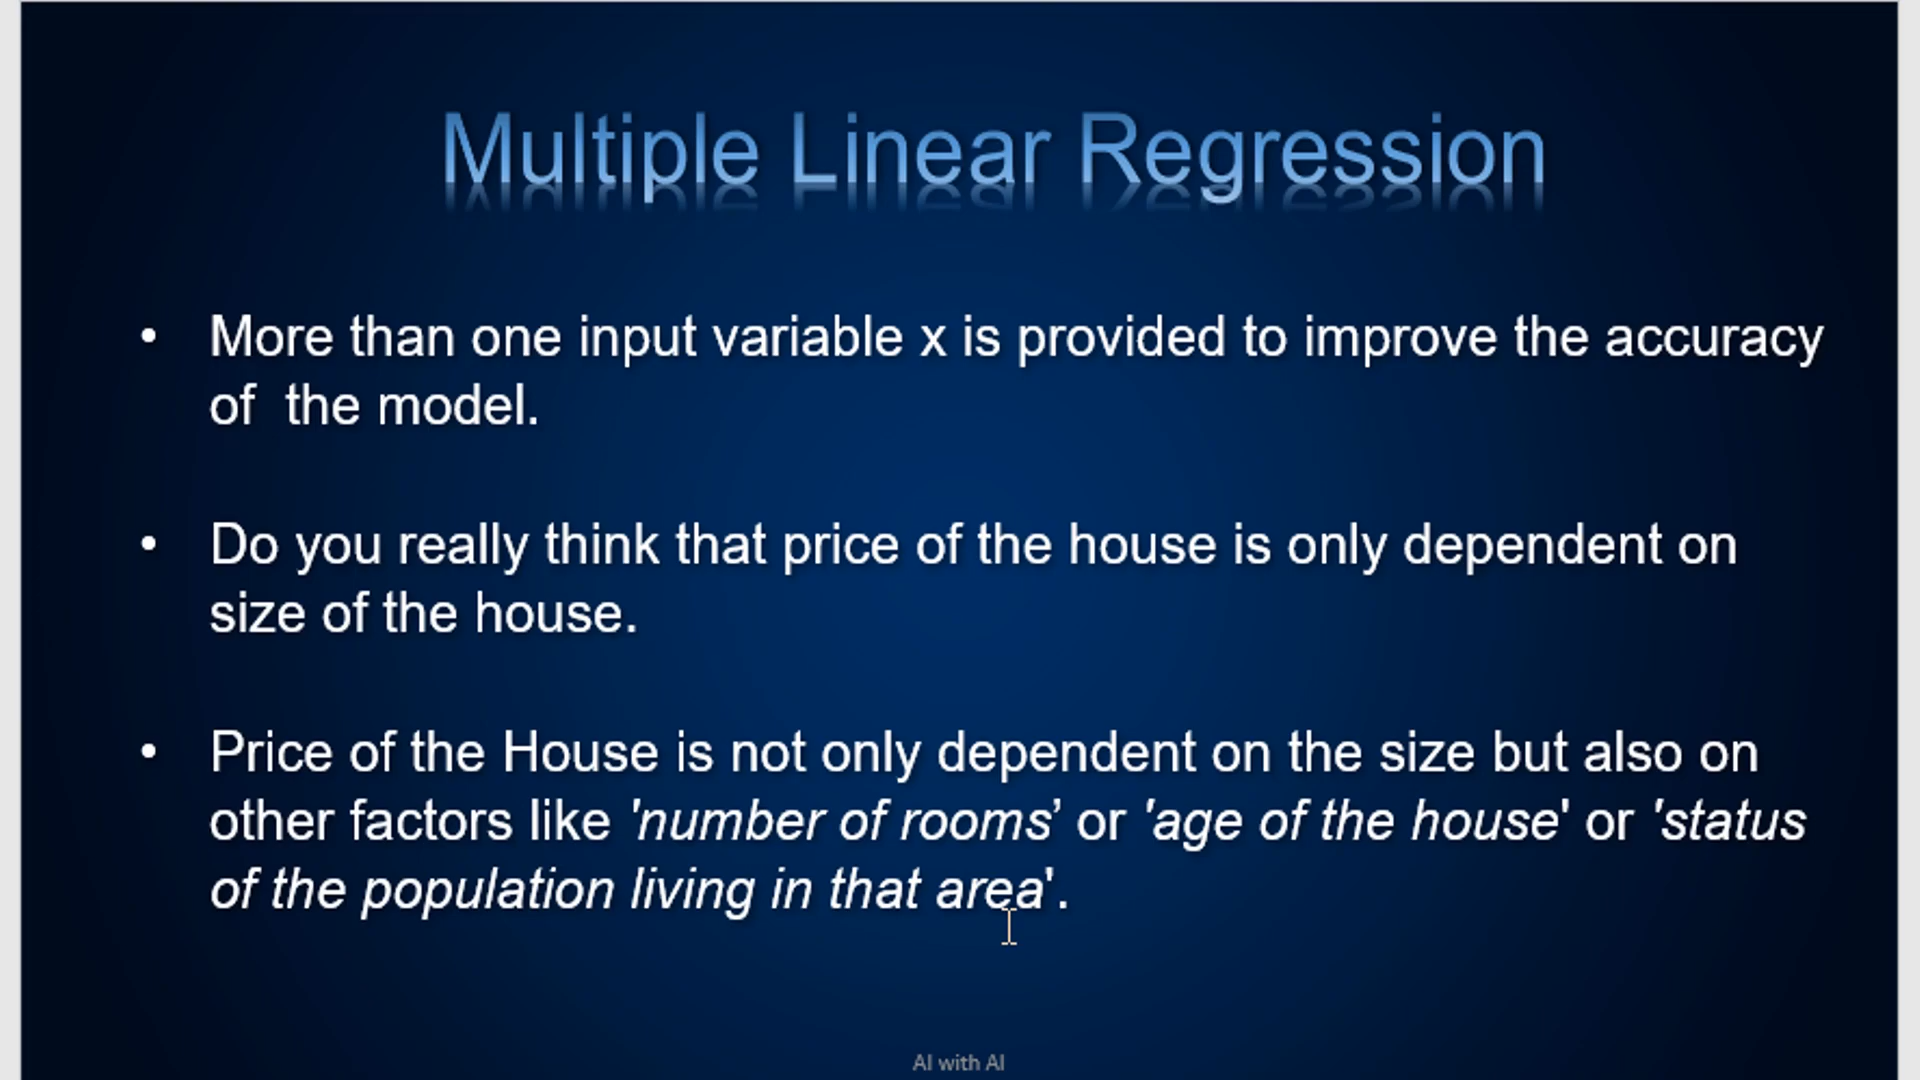 Multiple Linear Regression
• More than one input variable x is provided to improve the accuracy
of  the model.
• Do you really think that price of the house is only dependent on
size of the house.
• Price of the House is not only dependent on the size but also on
other factors like 'number of rooms’ or 'age of the house' or 'status
of the population living in that area'.
AI with AI